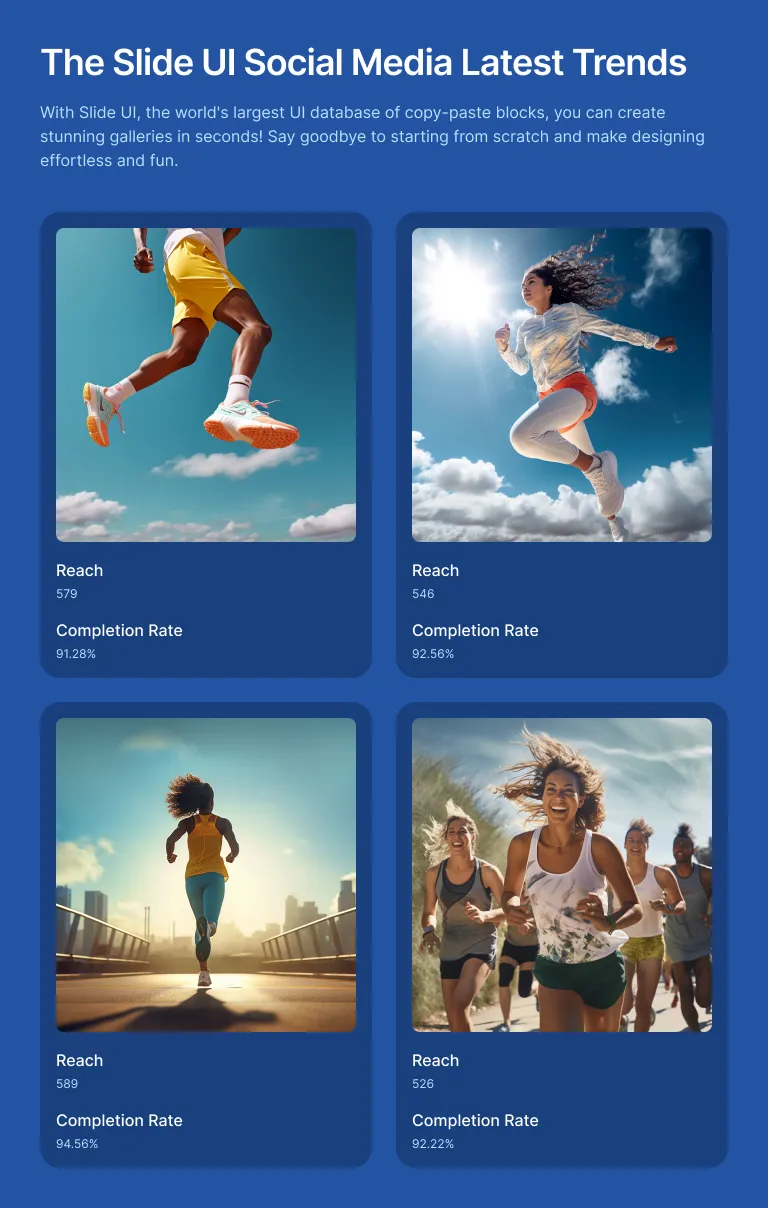 The Slide UI Social Media Latest Trends
With Slide UI, the world's largest UI database of copy-paste blocks, you can create
stunning galleries in seconds! Say goodbye to starting from scratch and make designing
effortless and fun.
Reach
579
Completion Rate
91.28%
Reach
546
Completion Rate
92.56%
Reach
589
Completion Rate
94.56%
Reach
526
Completion Rate
92.22%